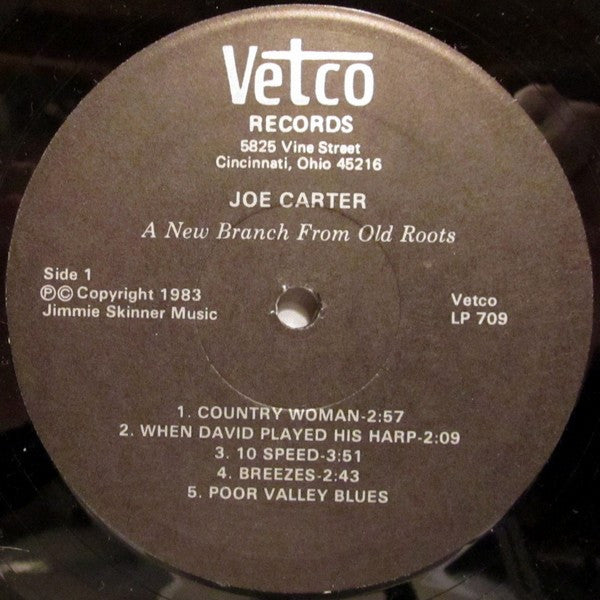 Vetco
RECORDS
5825 Vine Street
Cincinnati, Ohio 45216
JOE CARTER
A New Branch From Old Roots
Side 1
ⓅⒸ Copyright 1983
Jimmie Skinner Music
Vetco
LP 709
1. COUNTRY WOMAN-2:57
2. WHEN DAVID PLAYED HIS HARP-2:09
3. 10 SPEED-3:51
4. BREEZES-2:43
5. POOR VALLEY BLUES